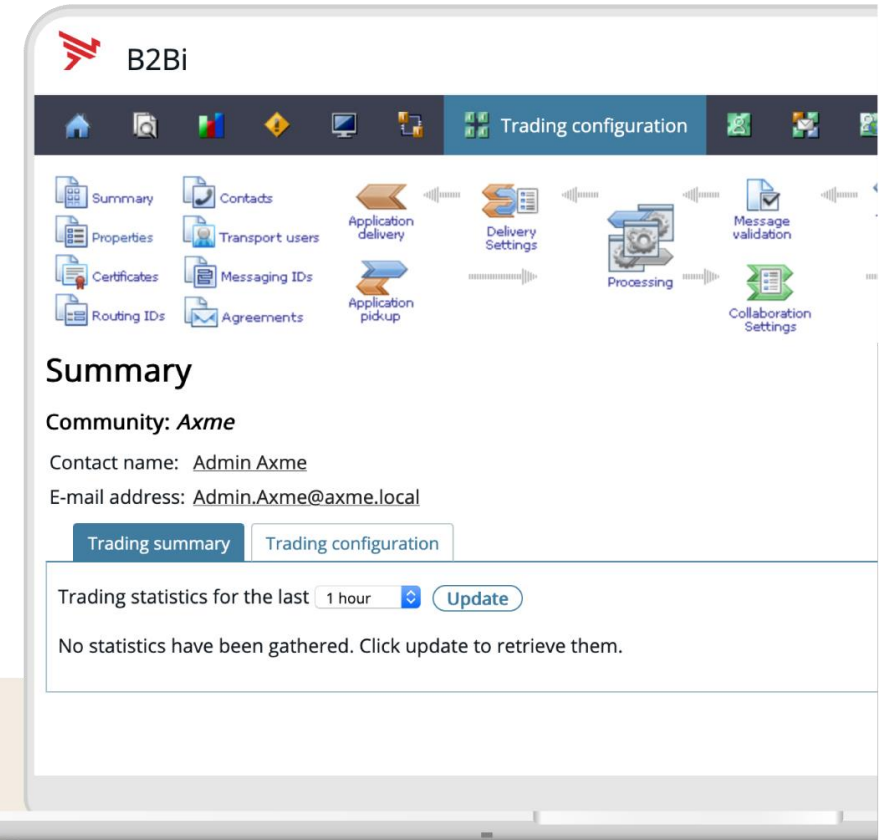 B2Bi
Trading configuration
Summary
Contacts
Properties
Transport users
Certificates
Messaging IDs
Routing IDs
Agreements
Application
delivery
Application
pickup
Delivery
Settings
Processing
Message
validation
Collaboration
Settings
Summary
Community: Axme
Contact name: Admin Axme
E-mail address: Admin.Axme@axme.local
Trading summary
Trading configuration
Trading statistics for the last 1 hour Update
No statistics have been gathered. Click update to retrieve them.